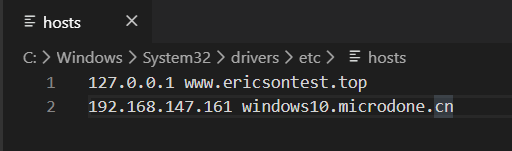 hosts
C: > Windows > System32 > drivers > etc > hosts
1 127.0.0.1 www.ericsontest.top
2 192.168.147.161 windows10.microdone.cn